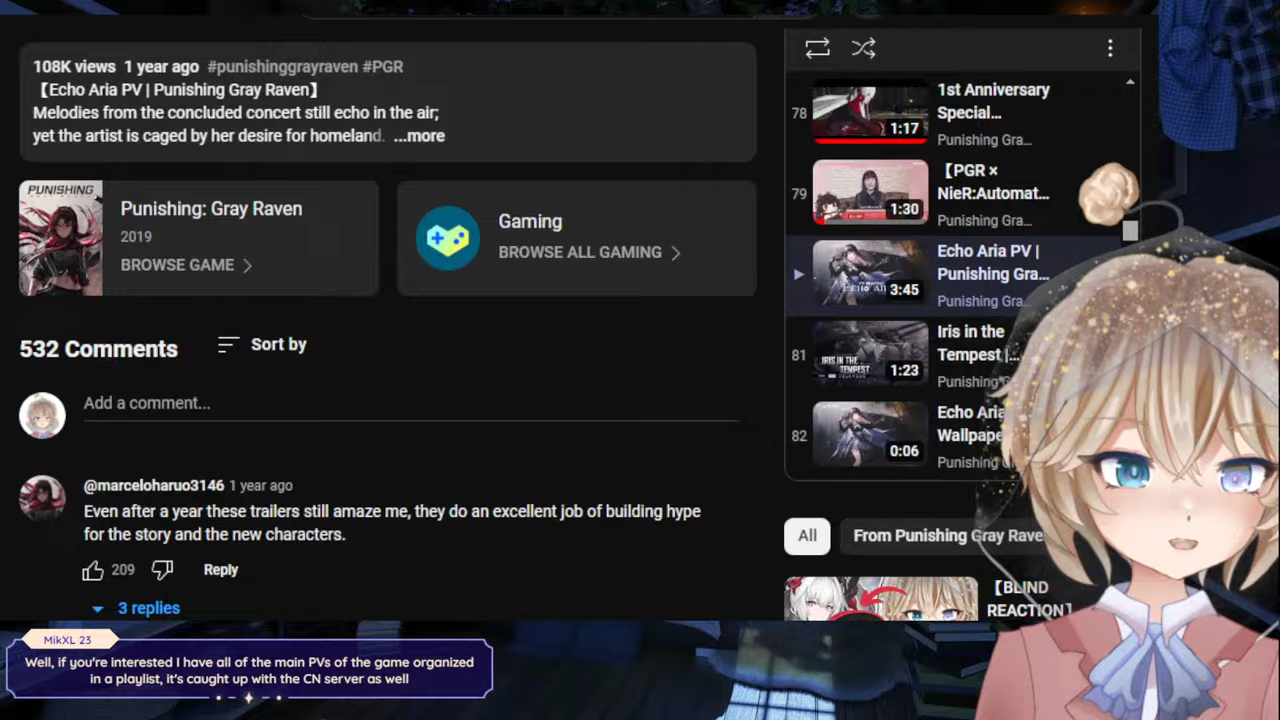 108K views 1 year ago #punishinggrayraven #PGR
【Echo Aria PV | Punishing Gray Raven】
Melodies from the concluded concert still echo in the air;
yet the artist is caged by her desire for homeland. ...more
PUNISHING
Punishing: Gray Raven
2019
BROWSE GAME
Gaming
BROWSE ALL GAMING
532 Comments
Sort by
Add a comment...
@marceloharuo3146 1 year ago
Even after a year these trailers still amaze me, they do an excellent job of building hype
for the story and the new characters.
209
Reply
3 replies
MikXL 23
Well, if you're interested I have all of the main PVs of the game organized
in a playlist, it's caught up with the CN server as well
78
1:17
1st Anniversary
Special...
Punishing Gra...
79
1:30
【PGR ×
NieR:Automat...
Punishing Gra...
ECHO ARIA
3:45
Echo Aria PV |
Punishing Gra...
Punishing Gra
81
IRIS IN THE
TEMPEST
1:23
Iris in the
Tempest |...
Punishing
82
0:06
Echo Aria
Wallpape
Punishing
All
From Punishing Gray Rave
【BLIND
REACTION】